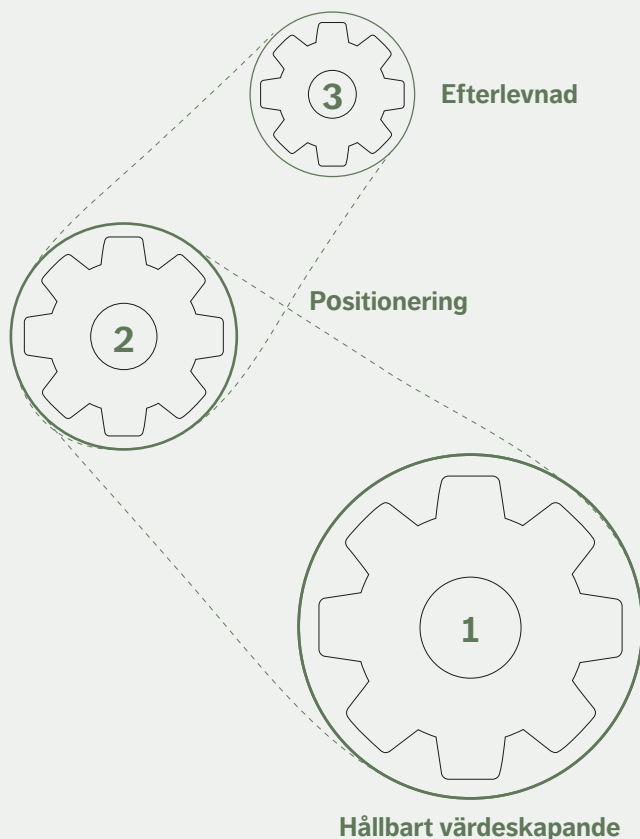 3
Efterlevnad
Positionering
2
1
Hållbart värdeskapande